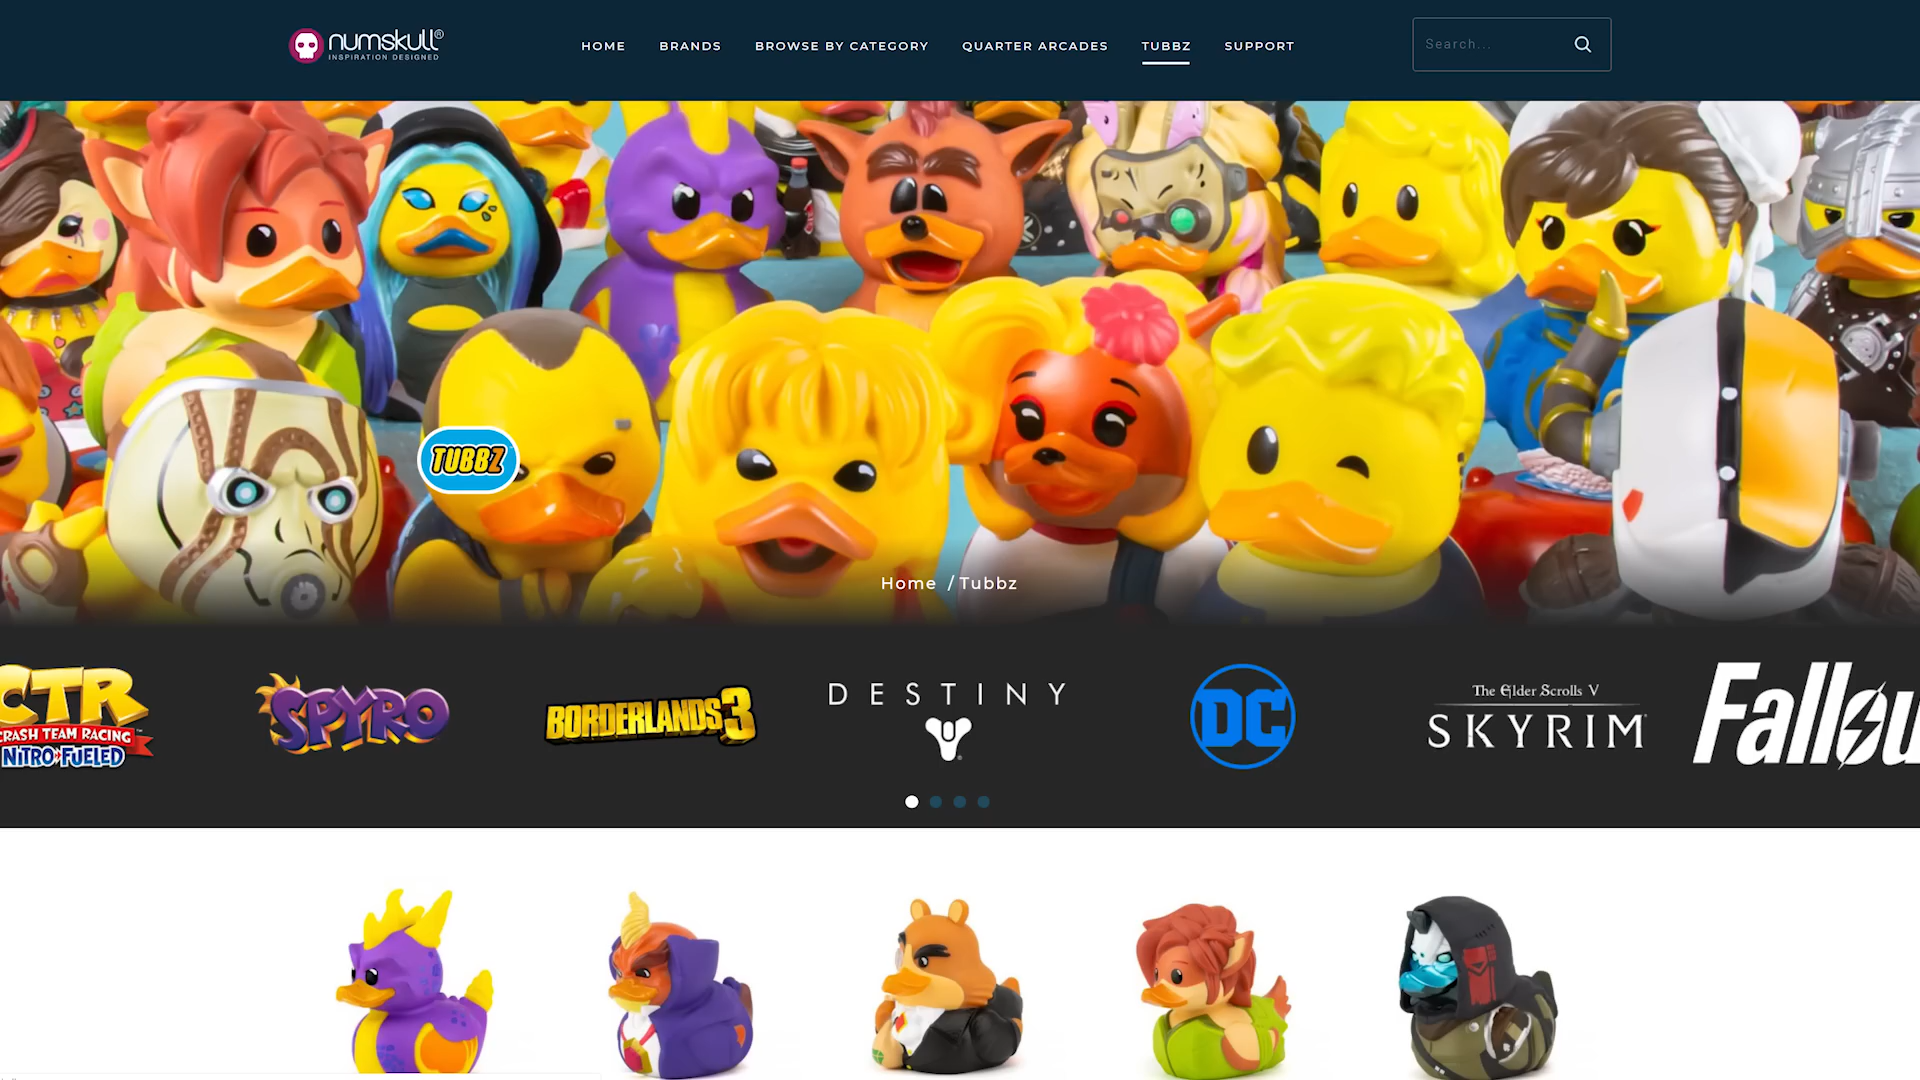 numskull®
INSPIRATION DESIGNED
HOME
BRANDS
BROWSE BY CATEGORY
QUARTER ARCADES
TUBBZ
SUPPORT
Search...
TUBBZ
Home / Tubbz
CTR
CRASH TEAM RACING
NITRO FUELED
SPYRO
BORDERLANDS 3
DESTINY
DC
The Elder Scrolls V
SKYRIM
Fallou